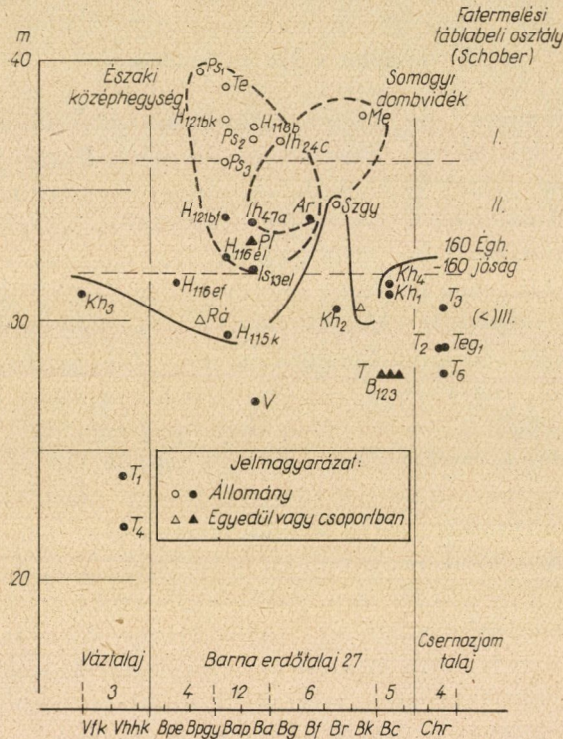 Fatermelési
táblabeli osztály
(Schober)
m
40
Északi
középhegység
Somogyi
dombvidék
Ps1
Te
H121bk
H116b
Me
Ps2
Ih24c
I.
Ps3
II.
H121bf
Ih47a
Ar
Szgy
Pl
H116el
Is13el
160 Égh.
160 jóság
H116ef
Kh4
Kh3
Kh1
T3
30
Rá
Kh2
(<)III.
H115k
T2
Teg1
T
B123
T6
V
Jelmagyarázat:
Állomány
Egyedül vagy csoportban
T1
T4
20
Váztalaj
Barna erdőtalaj 27
Csernozjom
talaj
3 4 12 6 5 4
Vfk Vhhk Bpe Bpgy Bap Ba Bg Bf Br Bk Bc Chr